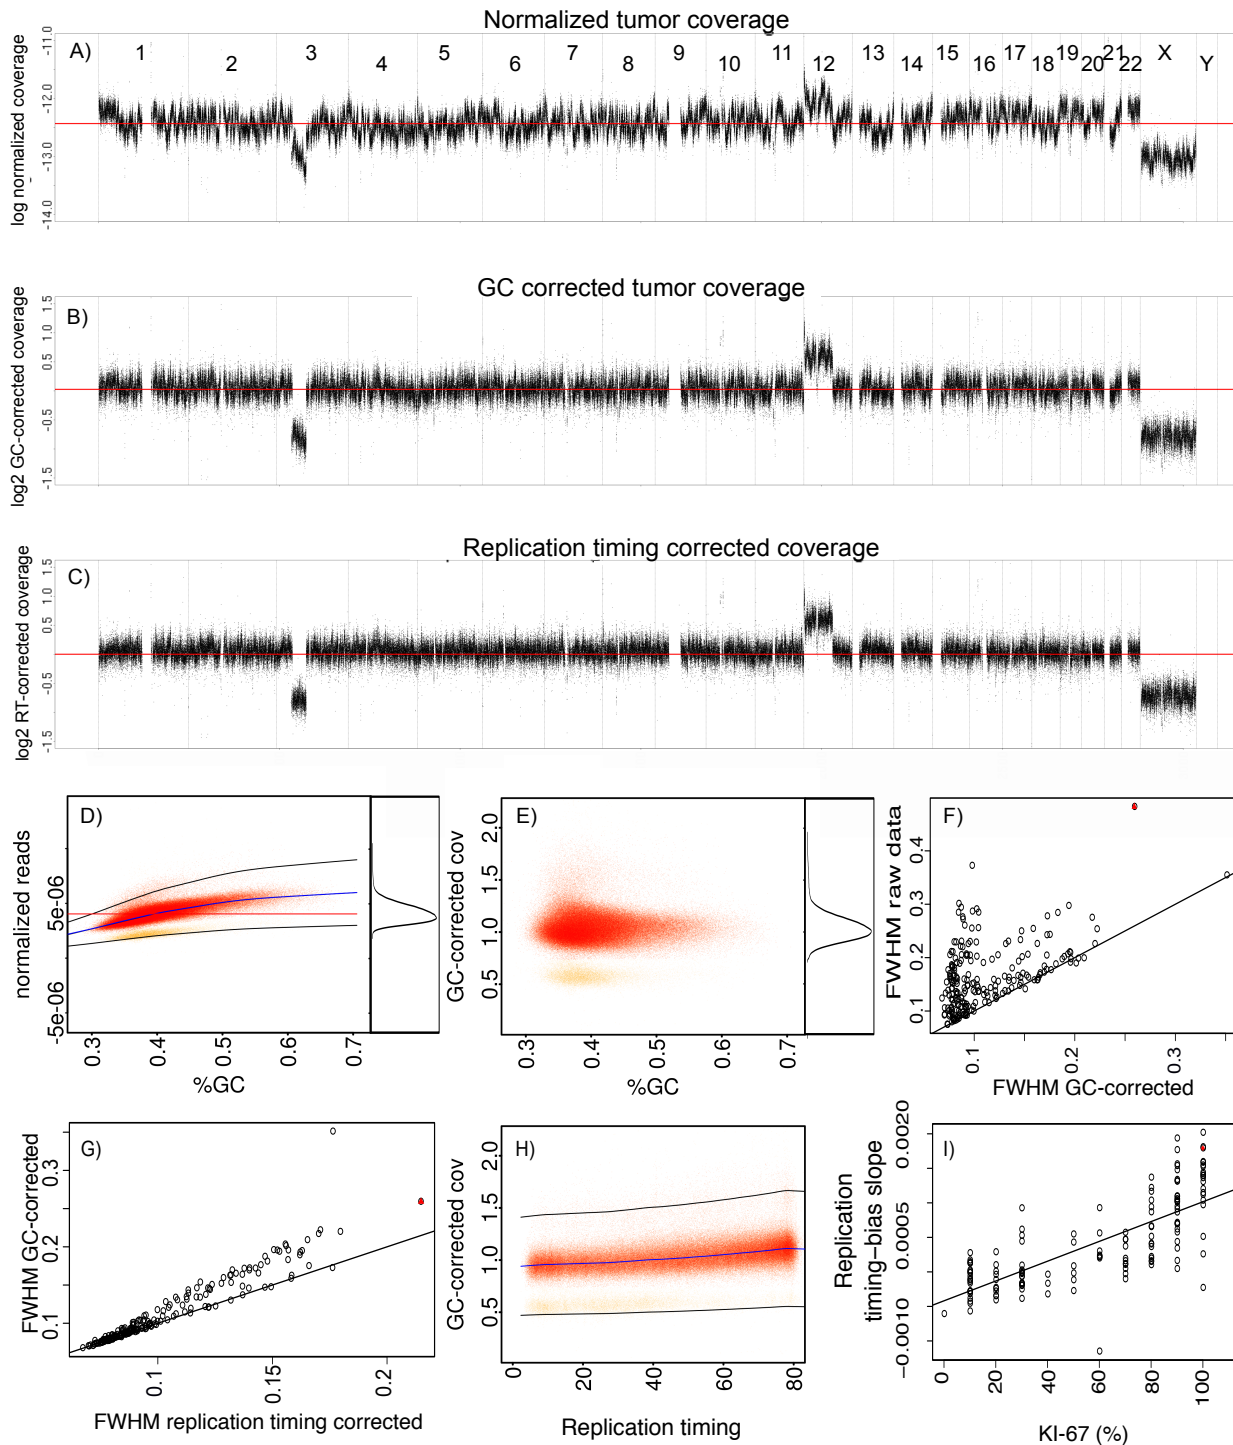 Normalized tumor coverage
A)
1 2 3 4 5 6 7 8 9 10 11 12 13 14 15 16 17 18 19 20 21 22 X Y
log normalized coverage
-11.0
-12.0
-13.0
-14.0
GC corrected tumor coverage
B)
log2 GC-corrected coverage
1.5
1.0
0.5
-0.5
-1.5
Replication timing corrected coverage
C)
log2 RT-corrected coverage
1.5
1.0
0.5
-0.5
-1.5
D)
normalized reads
5e-06
-5e-06
0.3 0.4 0.5 0.6 0.7
%GC
E)
GC-corrected cov
2.0
1.5
1.0
0.5
0.3 0.4 0.5 0.6 0.7
%GC
F)
FWHM raw data
0.4
0.3
0.2
0.1
0.1 0.2 0.3
FWHM GC-corrected
G)
FWHM GC-corrected
0.3
0.2
0.1
0.1 0.15 0.2
FWHM replication timing corrected
H)
GC-corrected cov
2.0
1.5
1.0
0.5
0 20 40 60 80
Replication timing
I)
Replication
timing-bias slope
0.0020
0.0005
-0.0010
0 20 40 60 80 100
KI-67 (%)